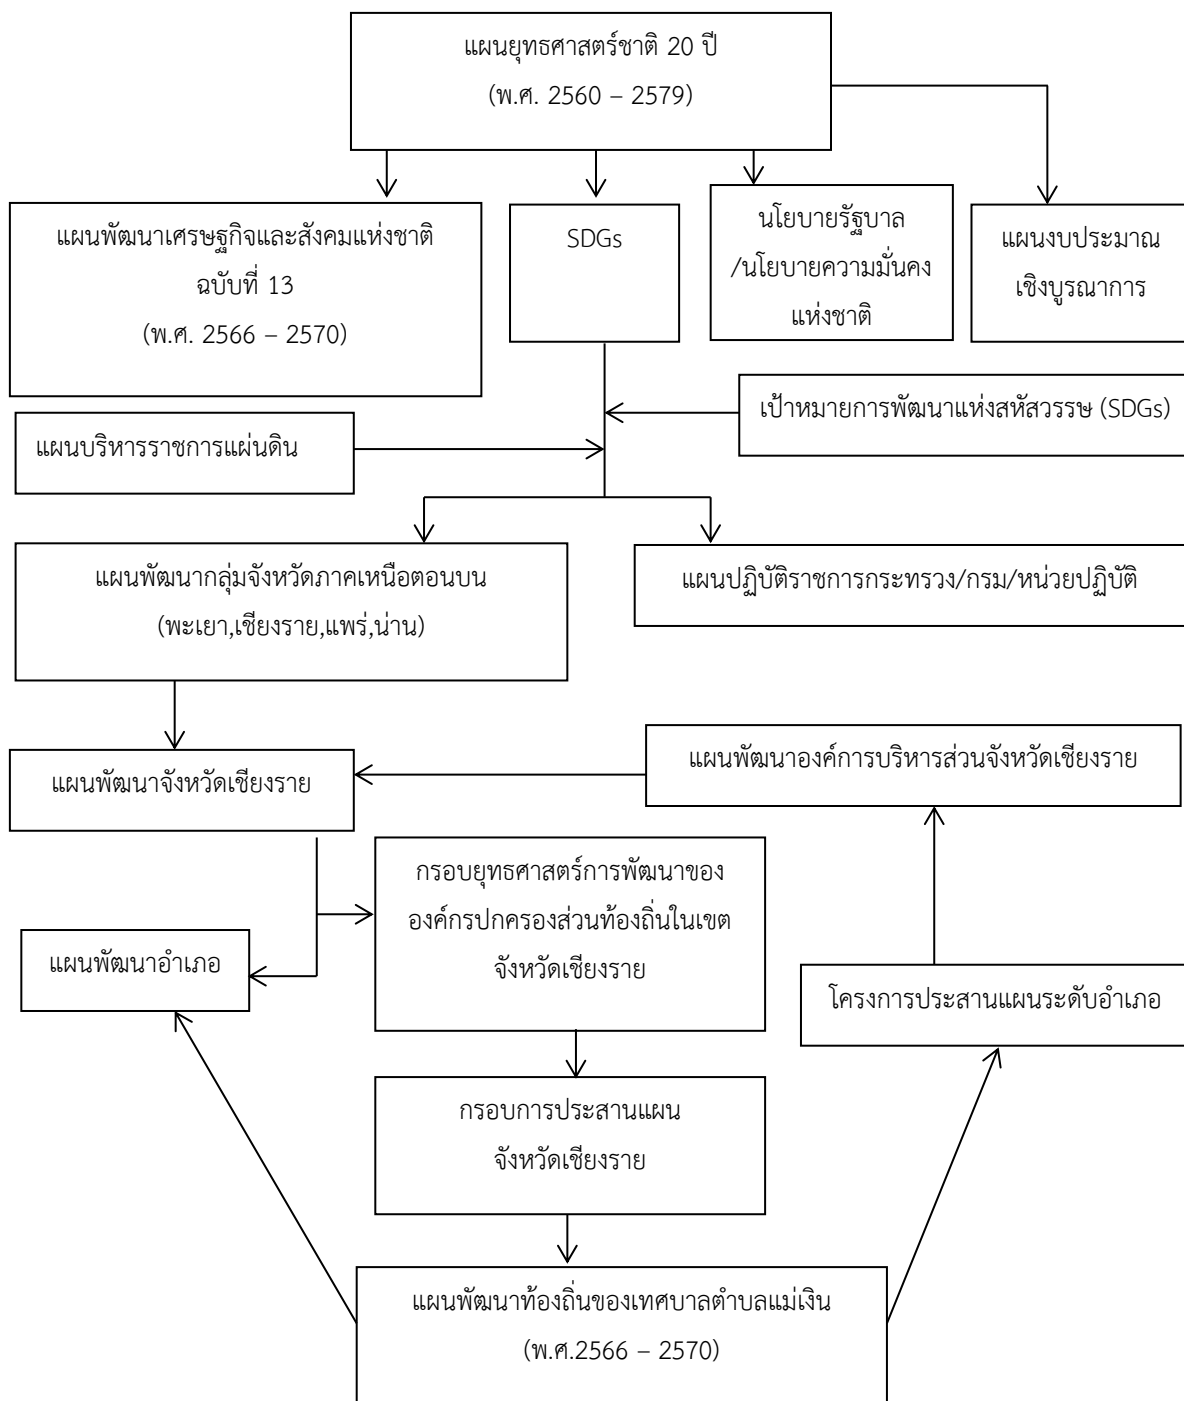 แผนยุทธศาสตร์ชาติ 20 ปี
(พ.ศ. 2560 – 2579)
แผนพัฒนาเศรษฐกิจและสังคมแห่งชาติ
ฉบับที่ 13
(พ.ศ. 2566 – 2570)
SDGs
นโยบายรัฐบาล
/นโยบายความมั่นคง
แห่งชาติ
แผนงบประมาณ
เชิงบูรณาการ
เป้าหมายการพัฒนาแห่งสหัสวรรษ (SDGs)
แผนบริหารราชการแผ่นดิน
แผนพัฒนากลุ่มจังหวัดภาคเหนือตอนบน
(พะเยา,เชียงราย,แพร่,น่าน)
แผนปฏิบัติราชการกระทรวง/กรม/หน่วยปฏิบัติ
แผนพัฒนาจังหวัดเชียงราย
แผนพัฒนาองค์การบริหารส่วนจังหวัดเชียงราย
กรอบยุทธศาสตร์การพัฒนาของ
องค์กรปกครองส่วนท้องถิ่นในเขต
จังหวัดเชียงราย
แผนพัฒนาอำเภอ
โครงการประสานแผนระดับอำเภอ
กรอบการประสานแผน
จังหวัดเชียงราย
แผนพัฒนาท้องถิ่นของเทศบาลตำบลแม่เงิน
(พ.ศ.2566 – 2570)